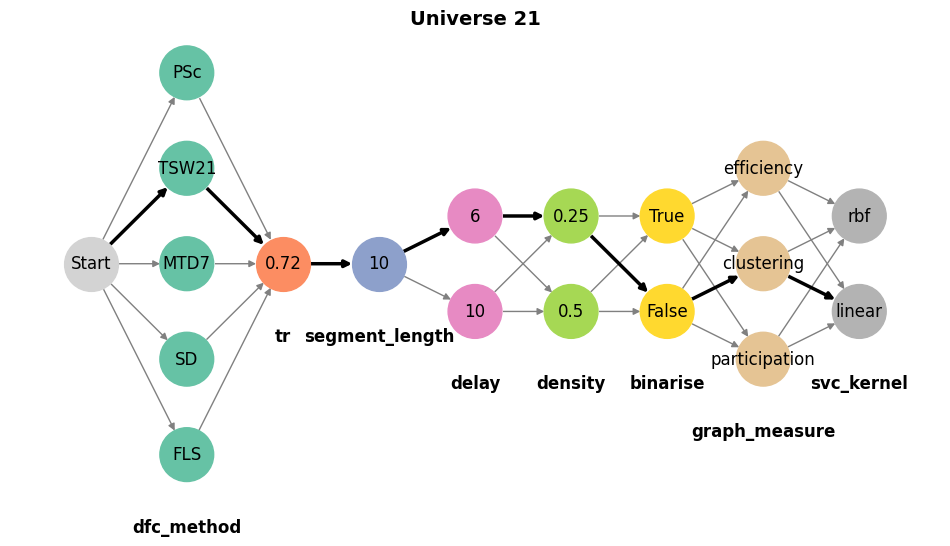 Universe 21
Start
PSc
TSW21
MTD7
SD
FLS
dfc_method
0.72
tr
10
segment_length
6
10
delay
0.25
0.5
density
True
False
binarise
efficiency
clustering
participation
graph_measure
rbf
linear
svc_kernel